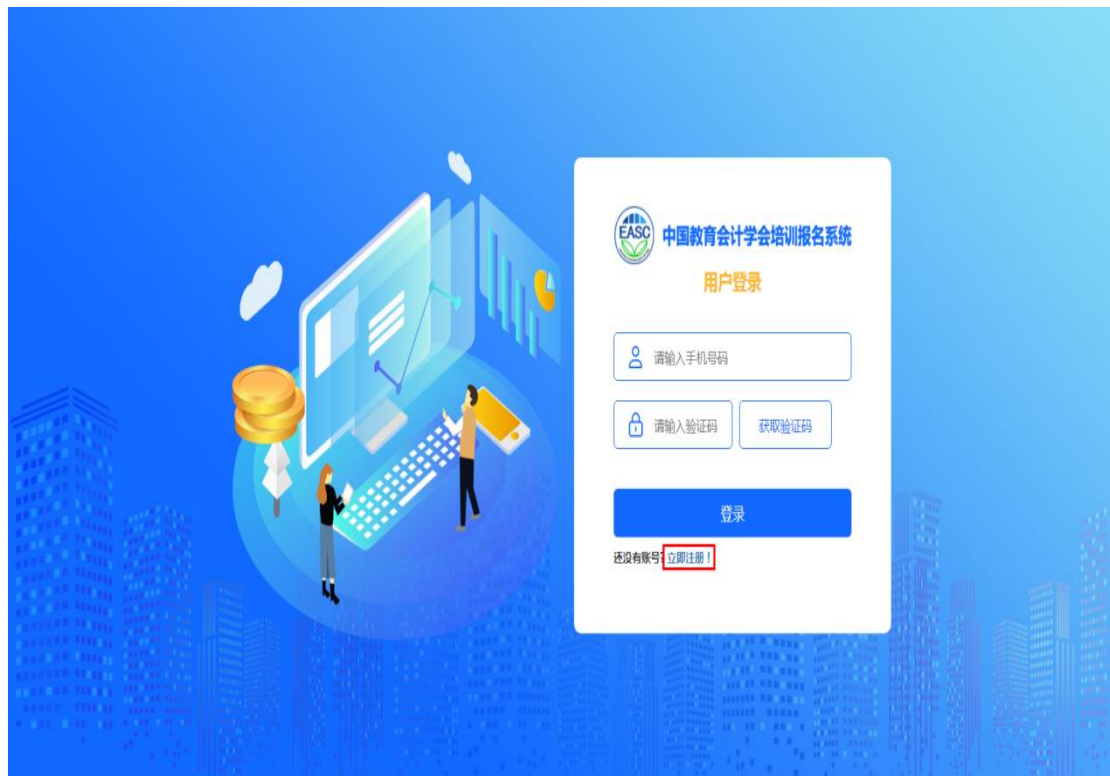 EASC
中国教育会计学会培训报名系统
用户登录
请输入手机号码
请输入验证码 获取验证码
登录
还没有账号?立即注册！